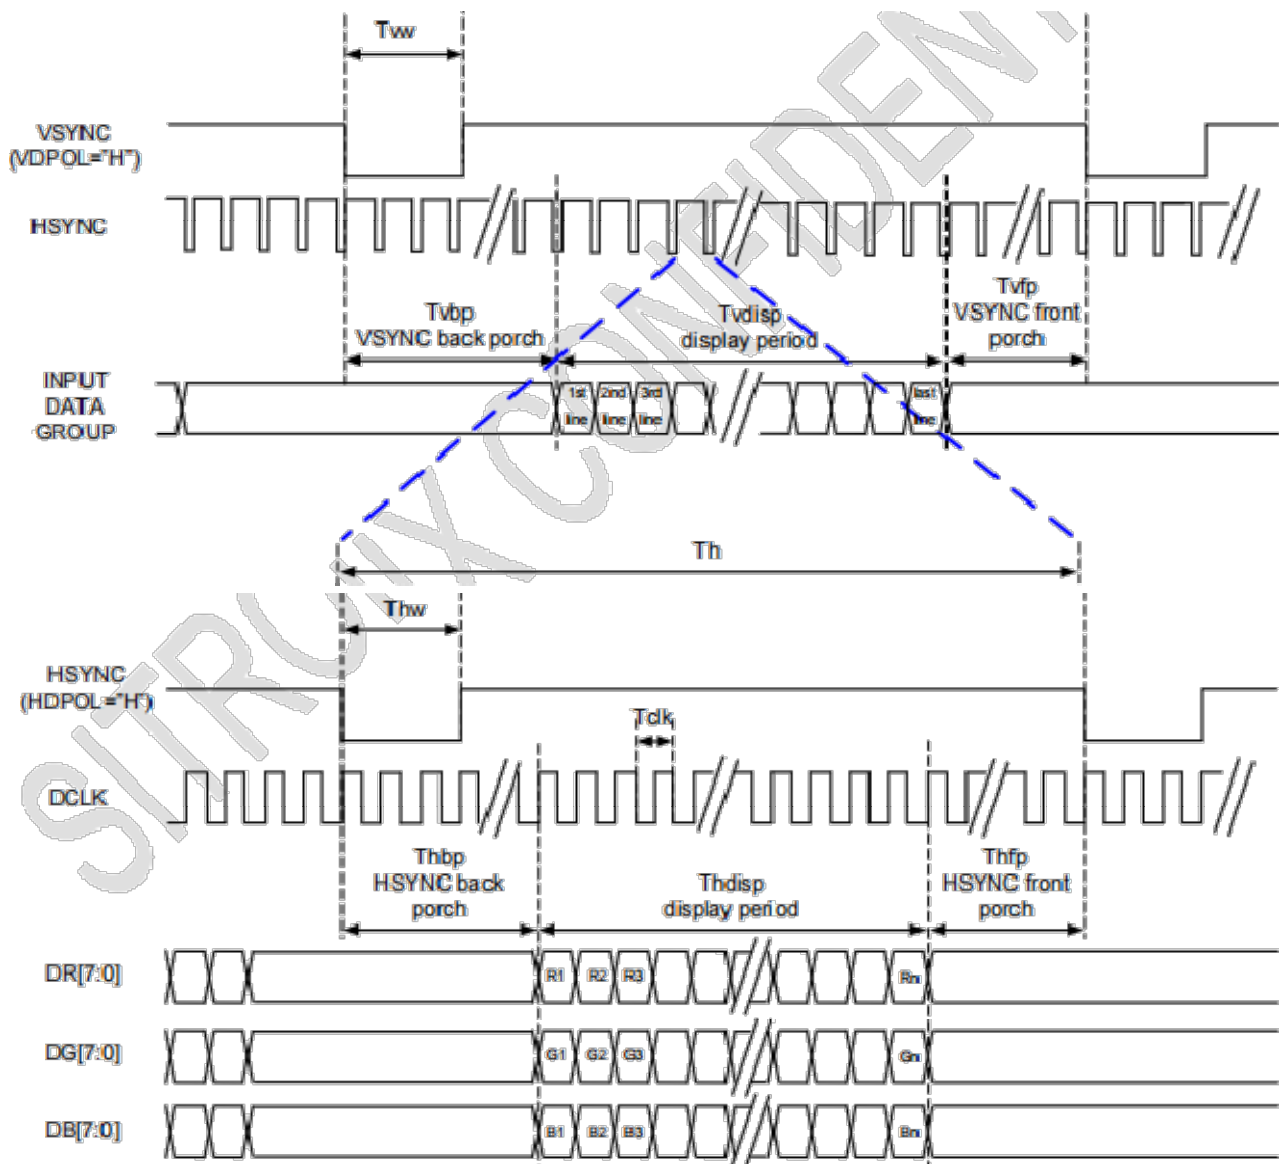 SITRONIX CONFIDENT
Tvw
VSYNC
(VDPOL="H")
HSYNC
Tvbp
VSYNC back porch
Tvdisp
display period
Tvfp
VSYNC front
porch
INPUT
DATA
GROUP
1st
line
2nd
line
3rd
line
last
line
Th
Thw
HSYNC
(HDPOL="H")
Tclk
DCLK
Thbp
HSYNC back
porch
Thdisp
display period
Thfp
HSYNC front
porch
DR[7:0]
R1 R2 R3 Rn
DG[7:0]
G1 G2 G3 Gn
DB[7:0]
B1 B2 B3 Bn